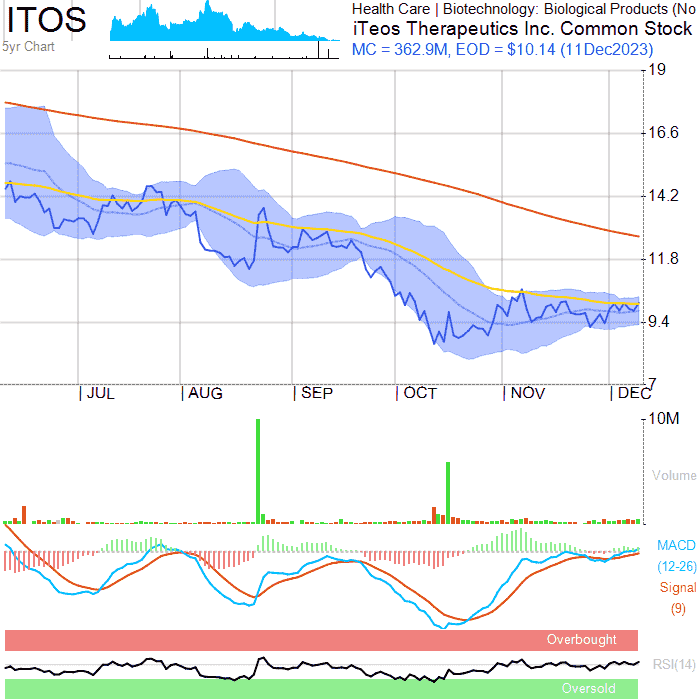 ITOS
5yr Chart
Health Care | Biotechnology: Biological Products (No
iTeos Therapeutics Inc. Common Stock
MC = 362.9M, EOD = $10.14 (11Dec2023)
19
16.6
14.2
11.8
9.4
7
| JUL | AUG | SEP | OCT | NOV | DEC
10M
Volume
MACD
(12-26)
Signal
(9)
Overbought
RSI(14)
Oversold